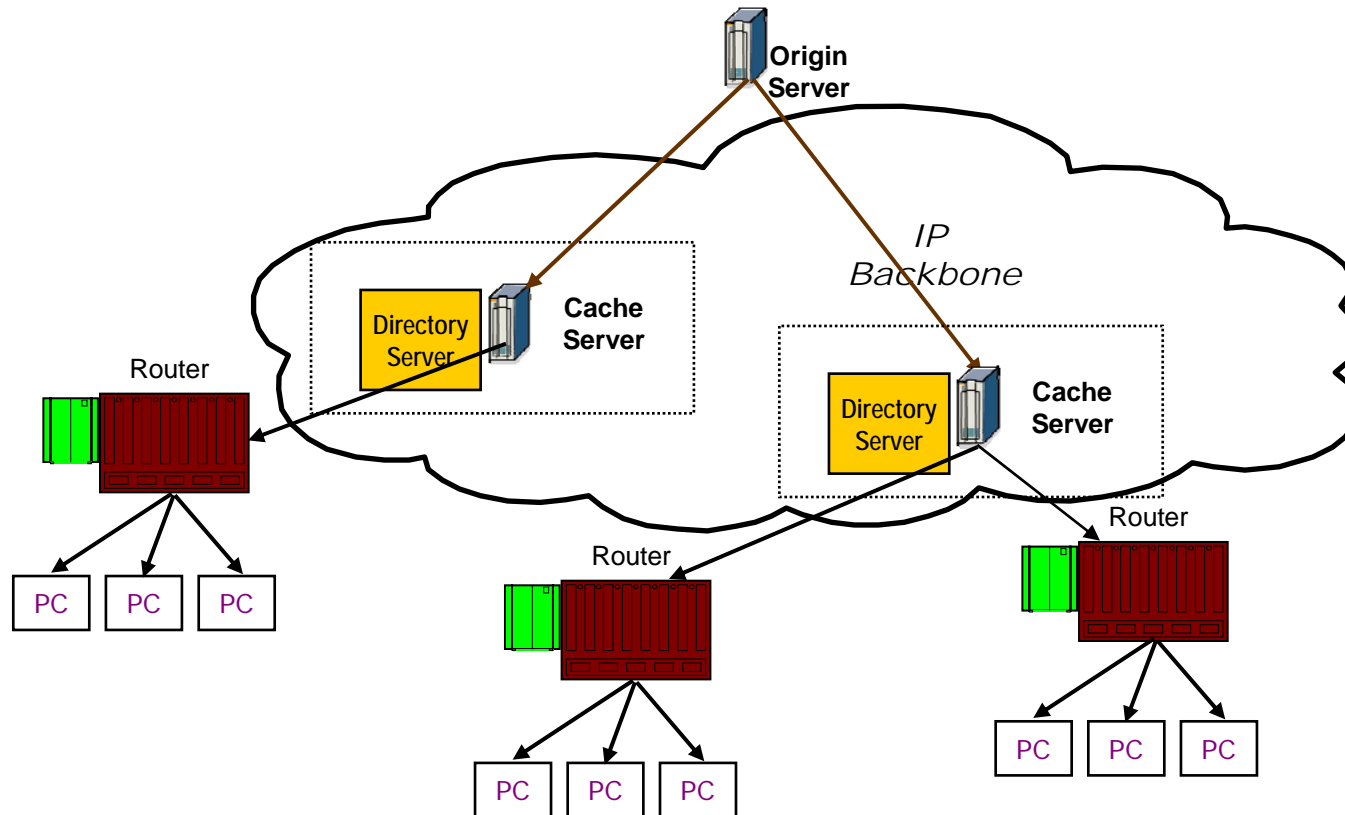 Origin
Server
IP
Backbone
Cache
Server
Directory
Server
Router
Cache
Server
Directory
Server
Router
Router
PC PC PC
PC PC PC
PC PC PC